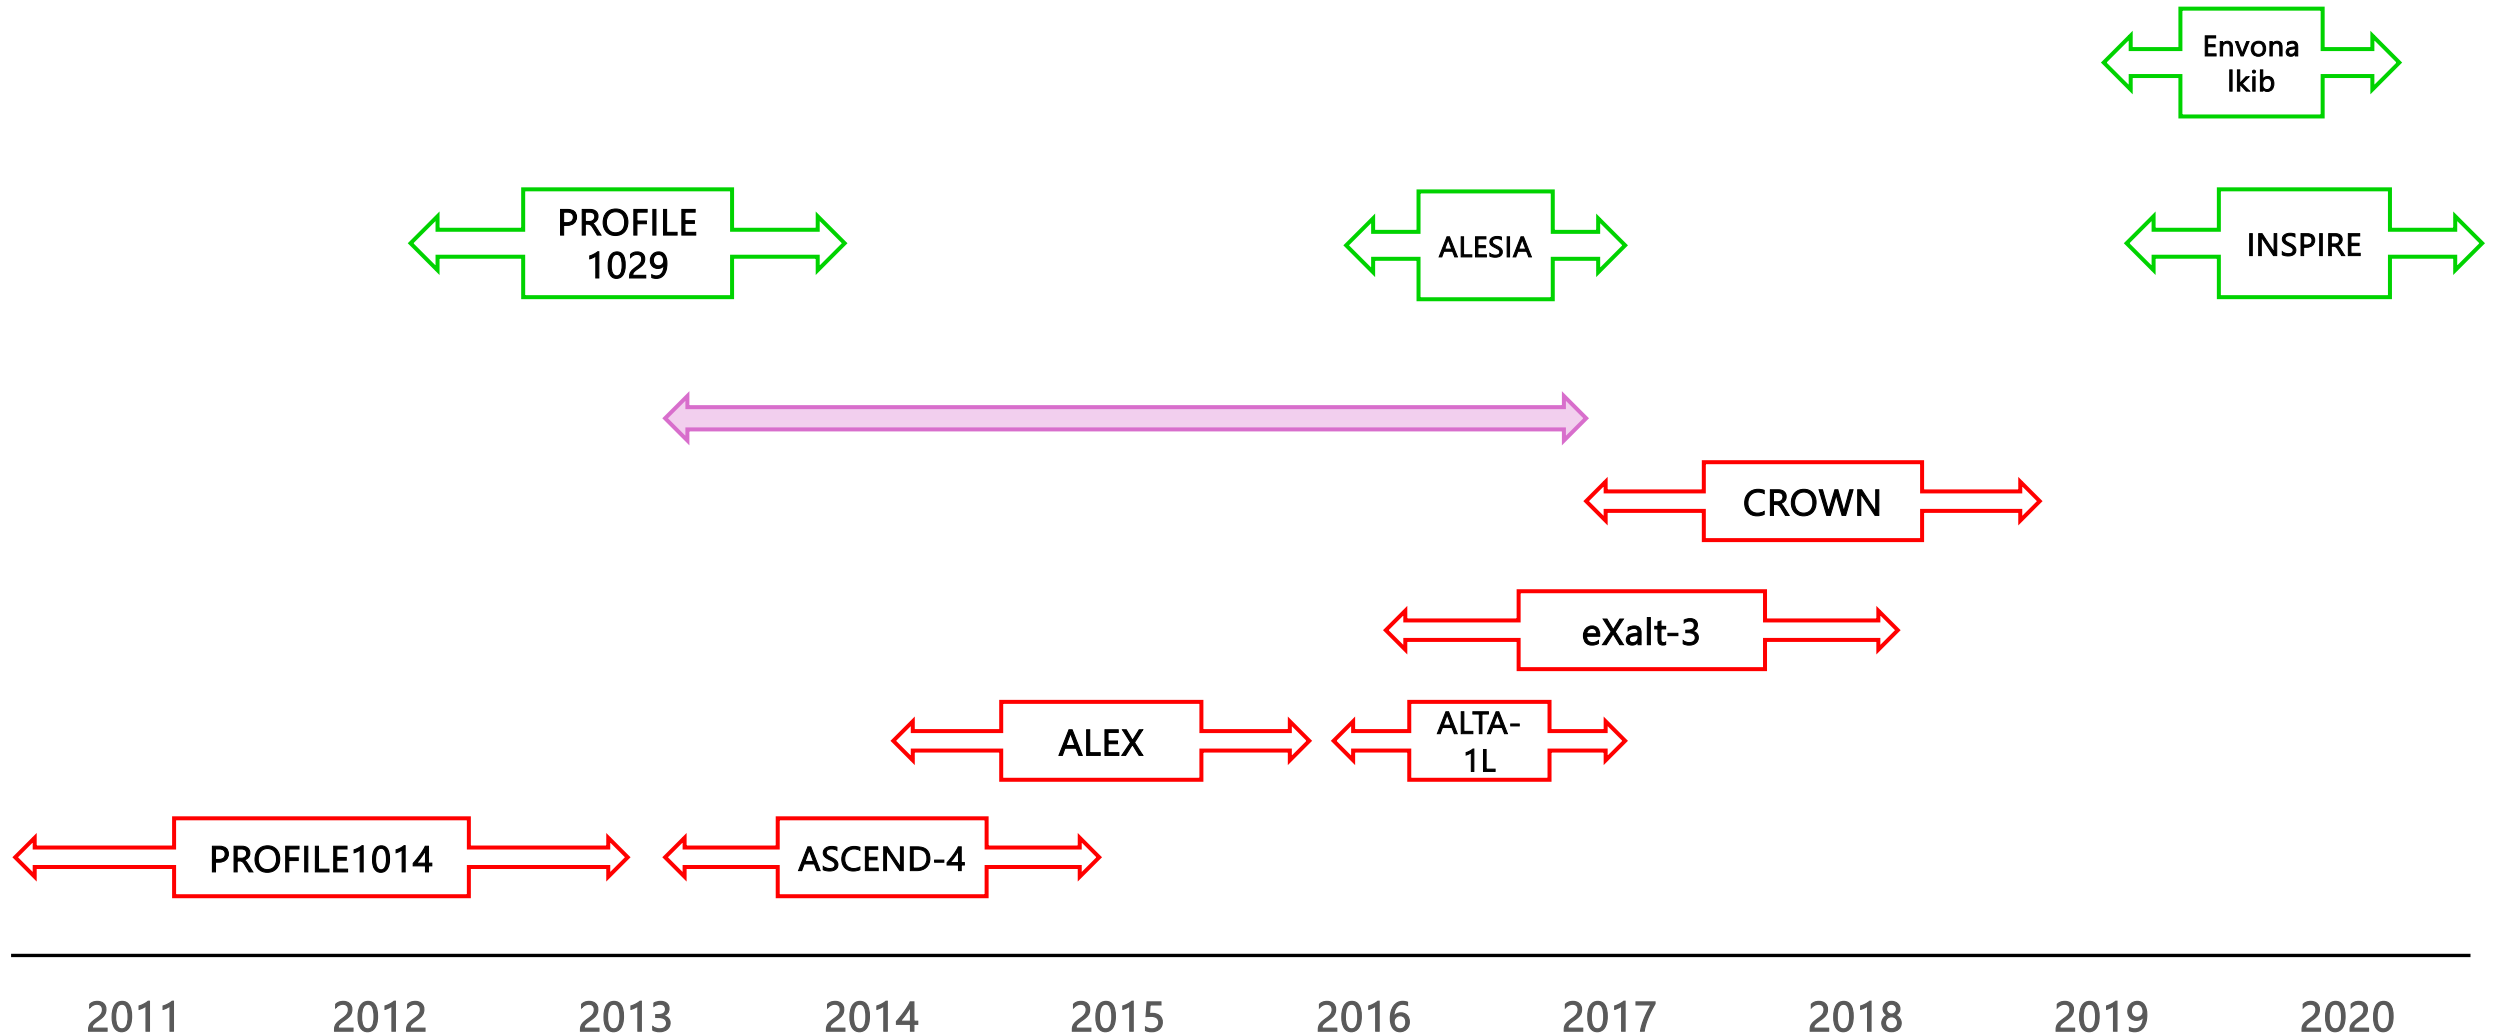 Envona
lkib
PROFILE
1029
ALESIA
INSPIRE
CROWN
eXalt-3
ALEX
ALTA-
1L
PROFILE1014
ASCEND-4
2011
2012
2013
2014
2015
2016
2017
2018
2019
2020